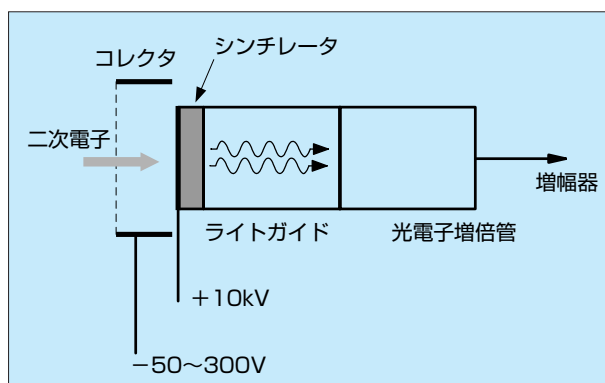 シンチレータ
コレクタ
二次電子
増幅器
ライトガイド
光電子増倍管
+10kV
−50〜300V